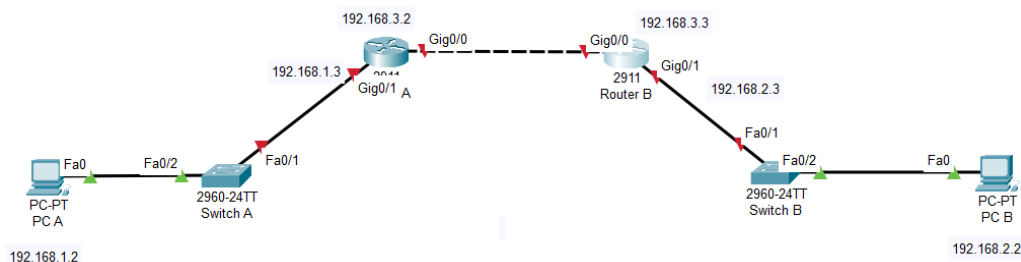 192.168.3.2
192.168.3.3
Gig0/0
Gig0/0
192.168.1.3
2911
Gig0/1
2911
Gig0/1
A
Router B
192.168.2.3
Fa0/1
Fa0
Fa0/2
Fa0/1
Fa0/2
Fa0
PC-PT
2960-24TT
2960-24TT
PC-PT
PC A
Switch A
Switch B
PC B
192.168.1.2
192.168.2.2